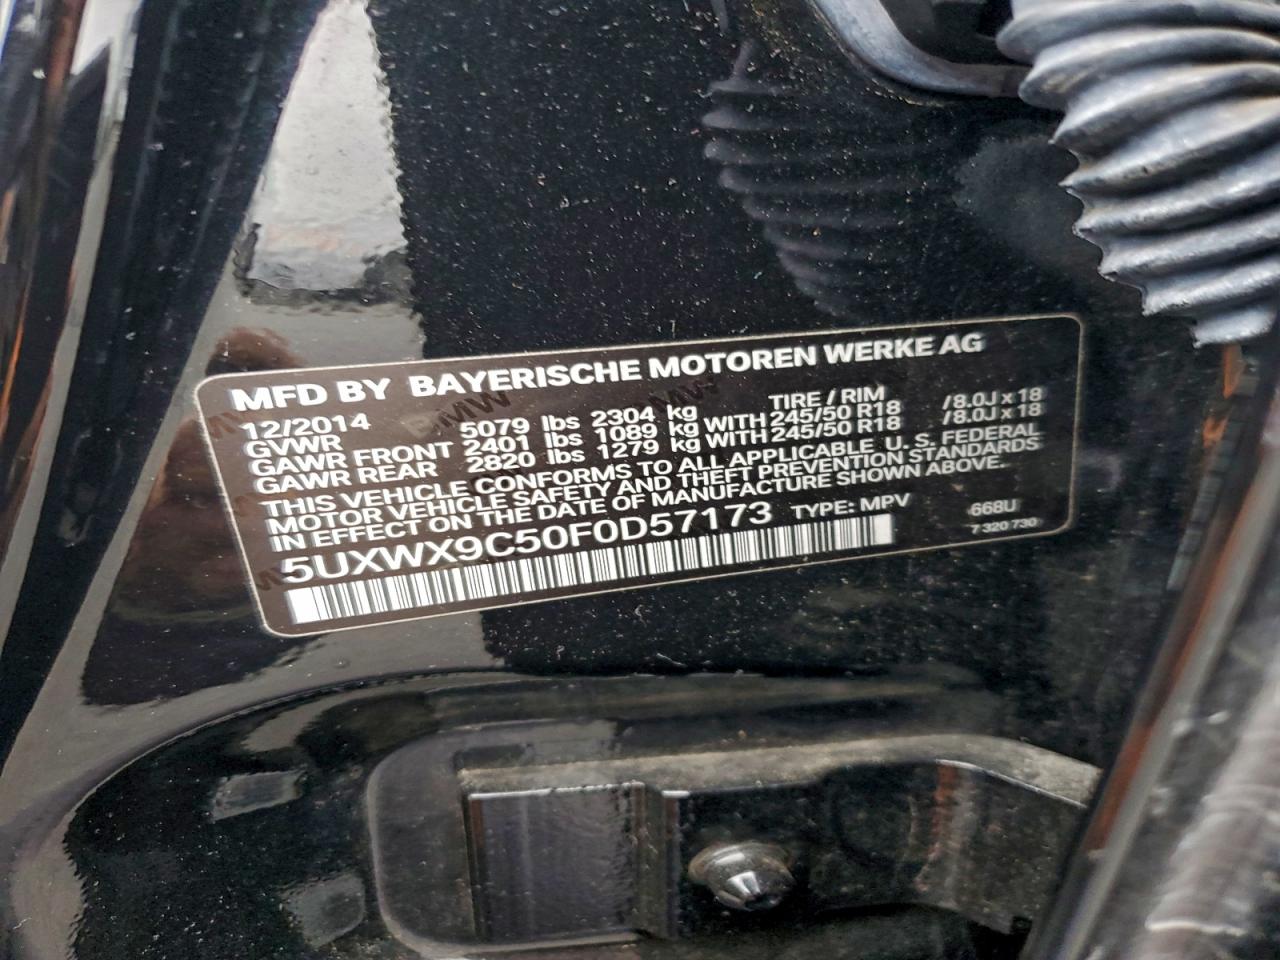 MFD BY BAYERISCHE MOTOREN WERKE AG
12/2014 TIRE / RIM
GVWR 5079 lbs 2304 kg
GAWR FRONT 2401 lbs 1089 kg WITH 245/50 R18 /8.0J x 18
GAWR REAR 2820 lbs 1279 kg WITH 245/50 R18 /8.0J x 18
THIS VEHICLE CONFORMS TO ALL APPLICABLE U. S. FEDERAL
MOTOR VEHICLE SAFETY AND THEFT PREVENTION STANDARDS
IN EFFECT ON THE DATE OF MANUFACTURE SHOWN ABOVE.
5UXWX9C50F0D57173 TYPE: MPV 668U
7 320 730